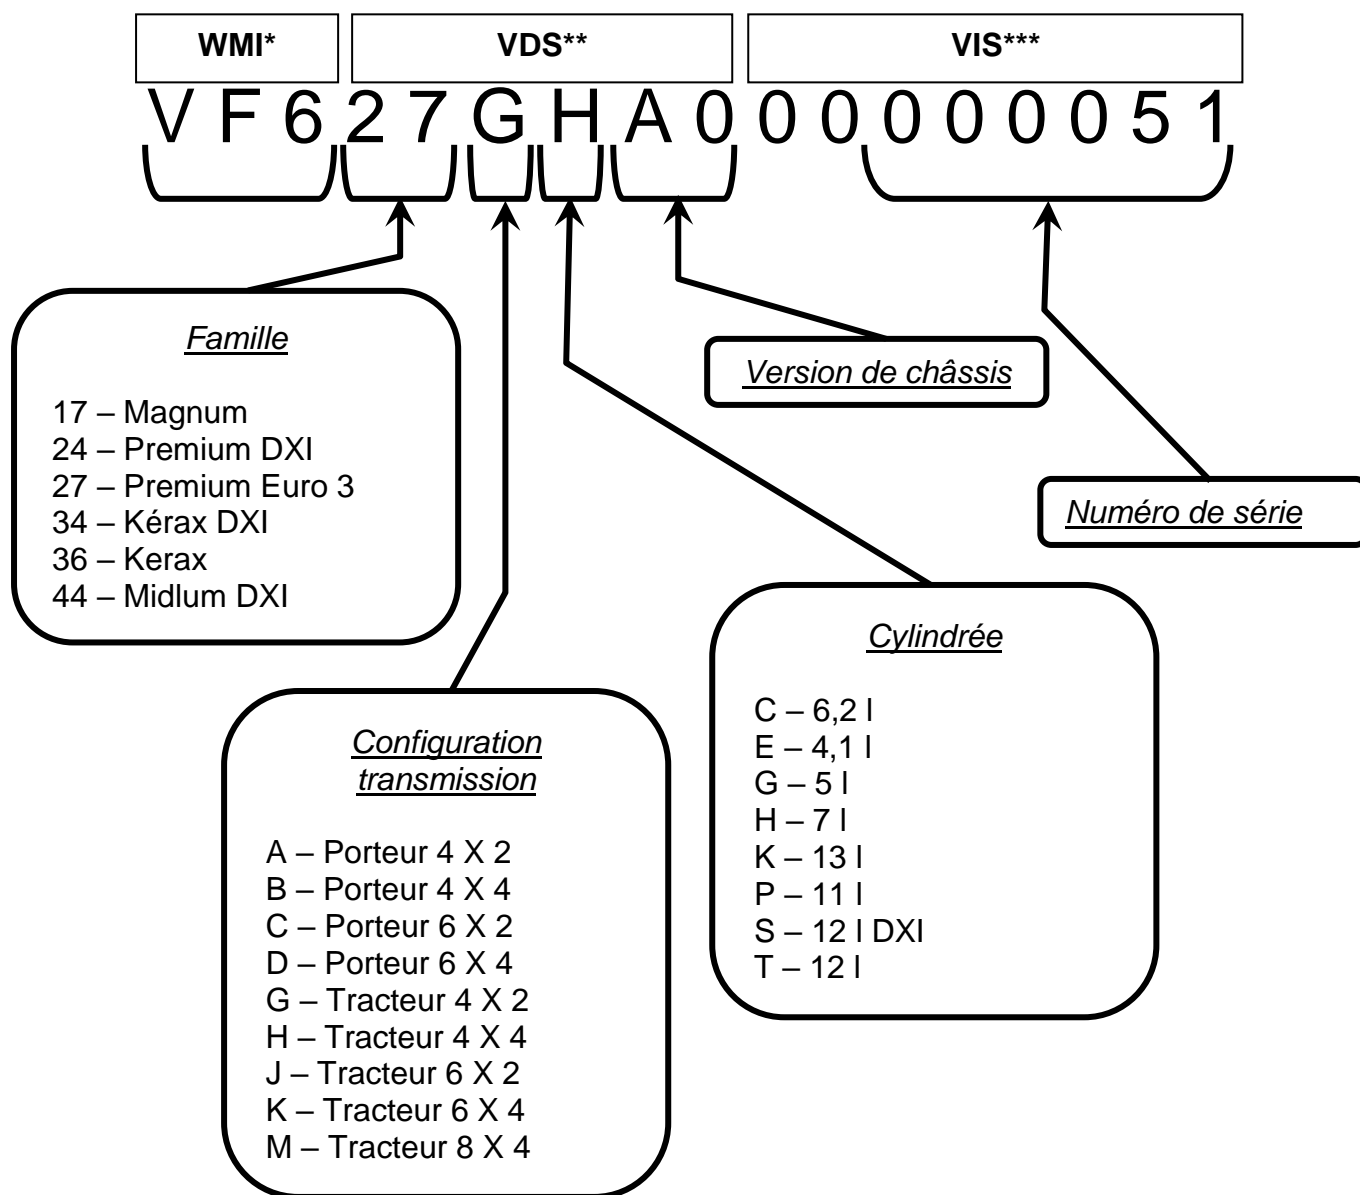 WMI* VDS** VIS***
V F 6 2 7 G H A 0 0 0 0 0 0 0 5 1
Famille
17 – Magnum
24 – Premium DXI
27 – Premium Euro 3
34 – Kérax DXI
36 – Kerax
44 – Midlum DXI
Version de châssis
Numéro de série
Configuration
transmission
A – Porteur 4 X 2
B – Porteur 4 X 4
C – Porteur 6 X 2
D – Porteur 6 X 4
G – Tracteur 4 X 2
H – Tracteur 4 X 4
J – Tracteur 6 X 2
K – Tracteur 6 X 4
M – Tracteur 8 X 4
Cylindrée
C – 6,2 l
E – 4,1 l
G – 5 l
H – 7 l
K – 13 l
P – 11 l
S – 12 l DXI
T – 12 l